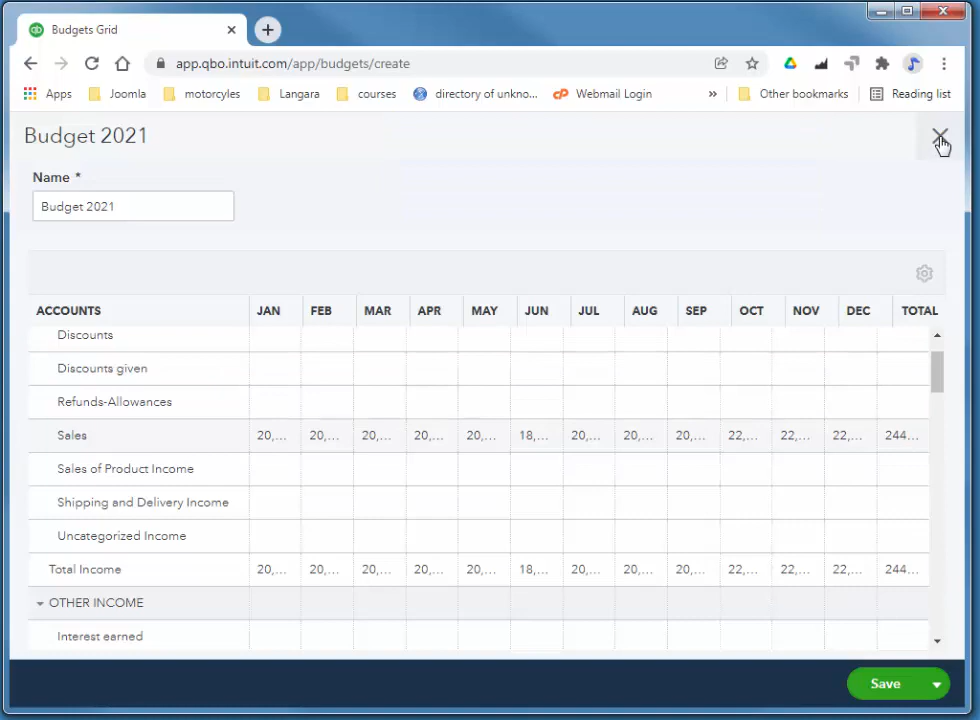 Budgets Grid
app.qbo.intuit.com/app/budgets/create
Apps Joomla motorcyles Langara courses directory of unkno... Webmail Login » Other bookmarks Reading list
Budget 2021
Name *
Budget 2021
ACCOUNTS JAN FEB MAR APR MAY JUN JUL AUG SEP OCT NOV DEC TOTAL
Discounts
Discounts given
Refunds-Allowances
Sales 20,... 20,... 20,... 20,... 20,... 18,... 20,... 20,... 20,... 22,... 22,... 22,... 244...
Sales of Product Income
Shipping and Delivery Income
Uncategorized Income
Total Income 20,... 20,... 20,... 20,... 20,... 18,... 20,... 20,... 20,... 22,... 22,... 22,... 244...
OTHER INCOME
Interest earned
Save